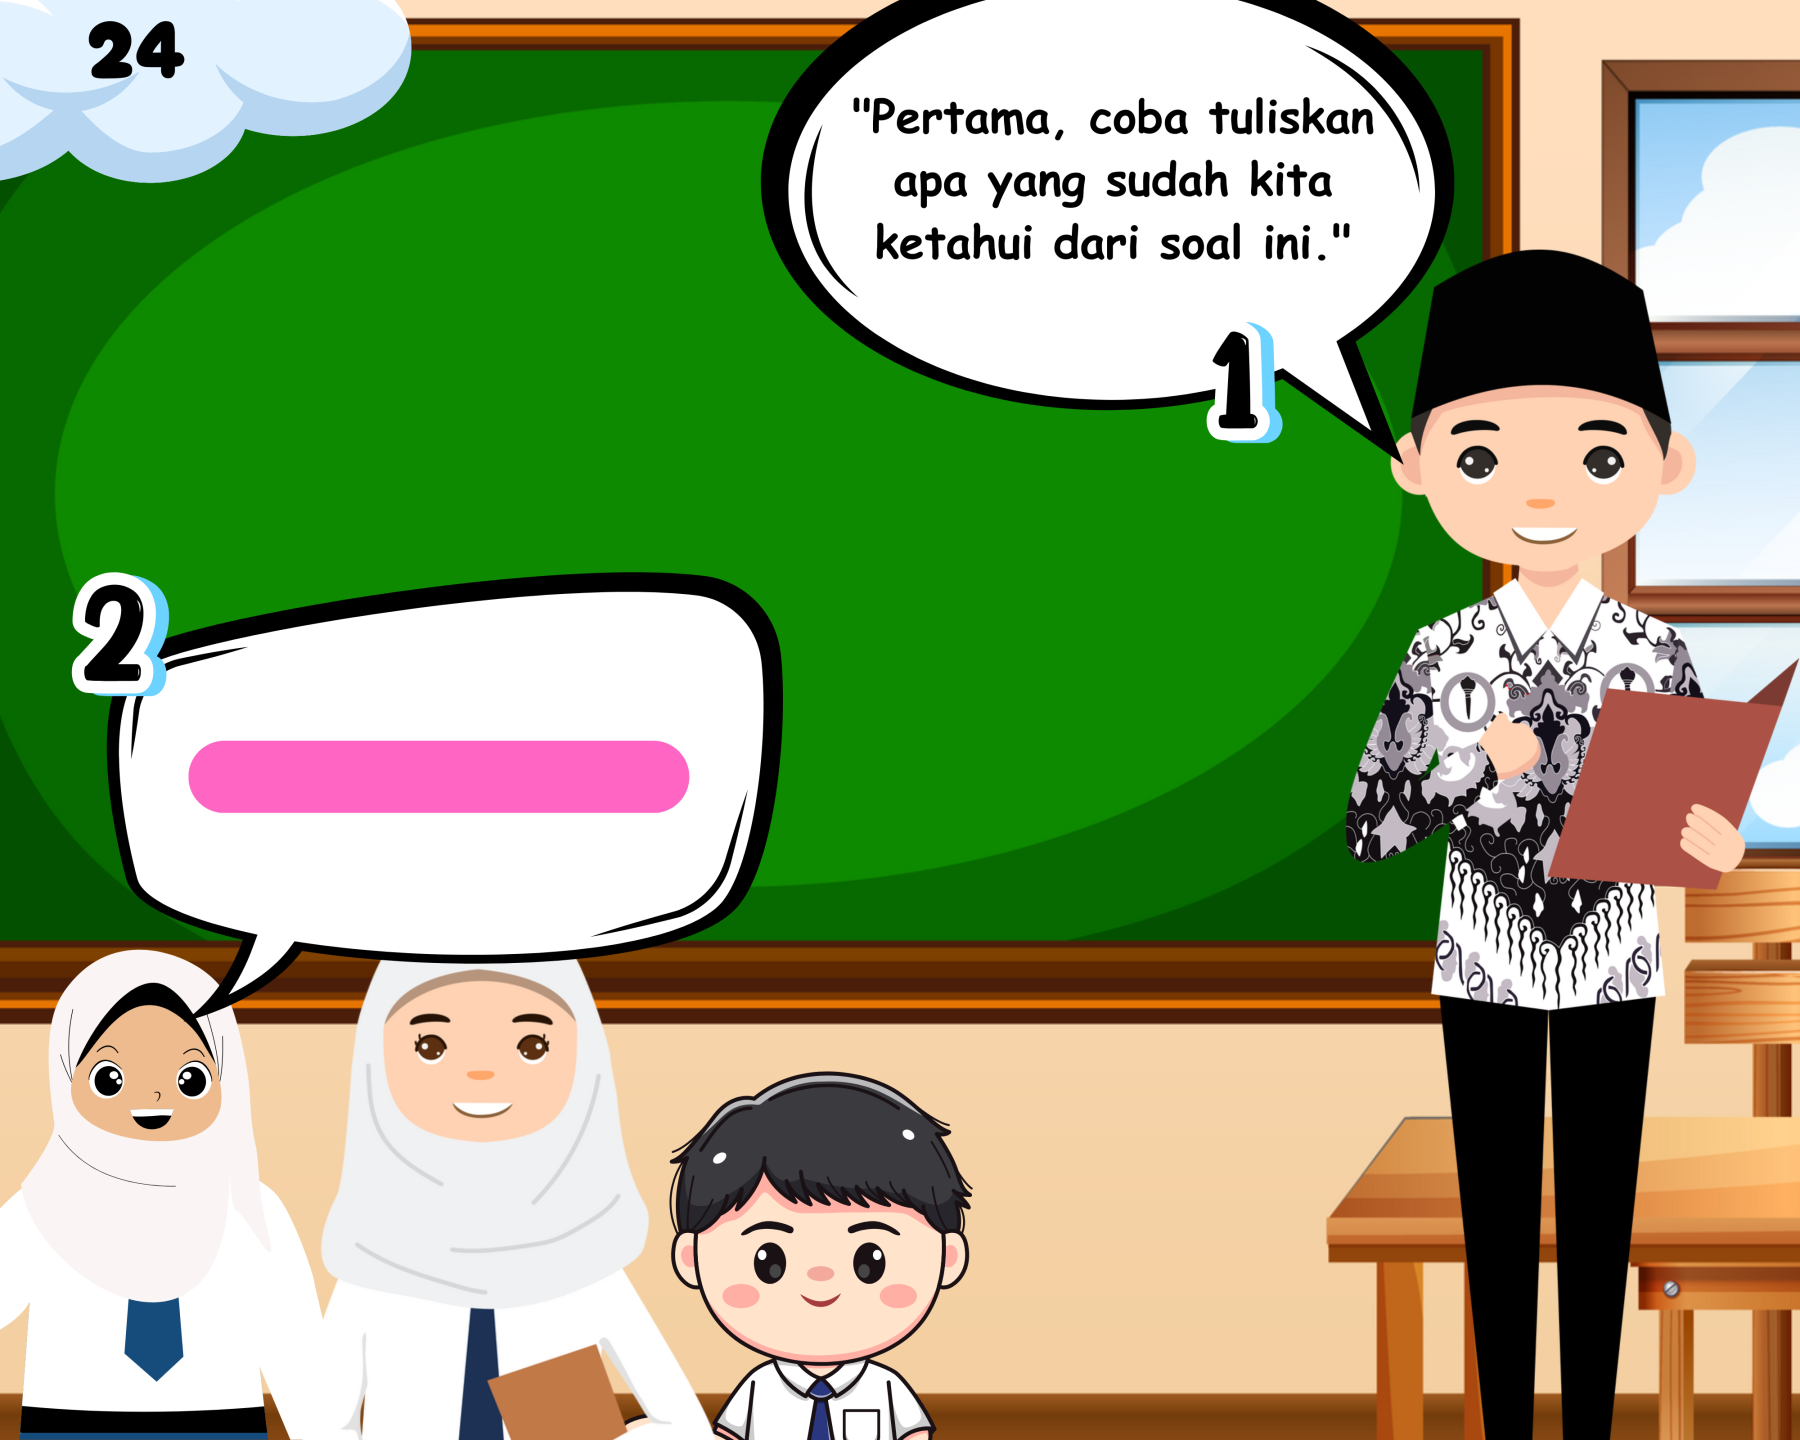 24
"Pertama, coba tuliskan
apa yang sudah kita
ketahui dari soal ini."
1
2